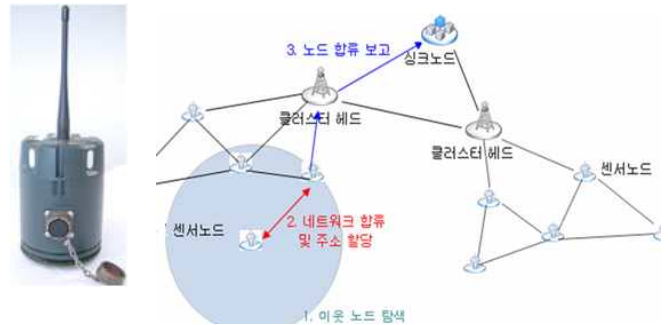 3. 노드 합류 보고
싱크노드
클러스터 헤드
클러스터 헤드
센서노드
센서노드
2. 네트워크 합류
및 주소 할당
1. 이웃 노드 탐색